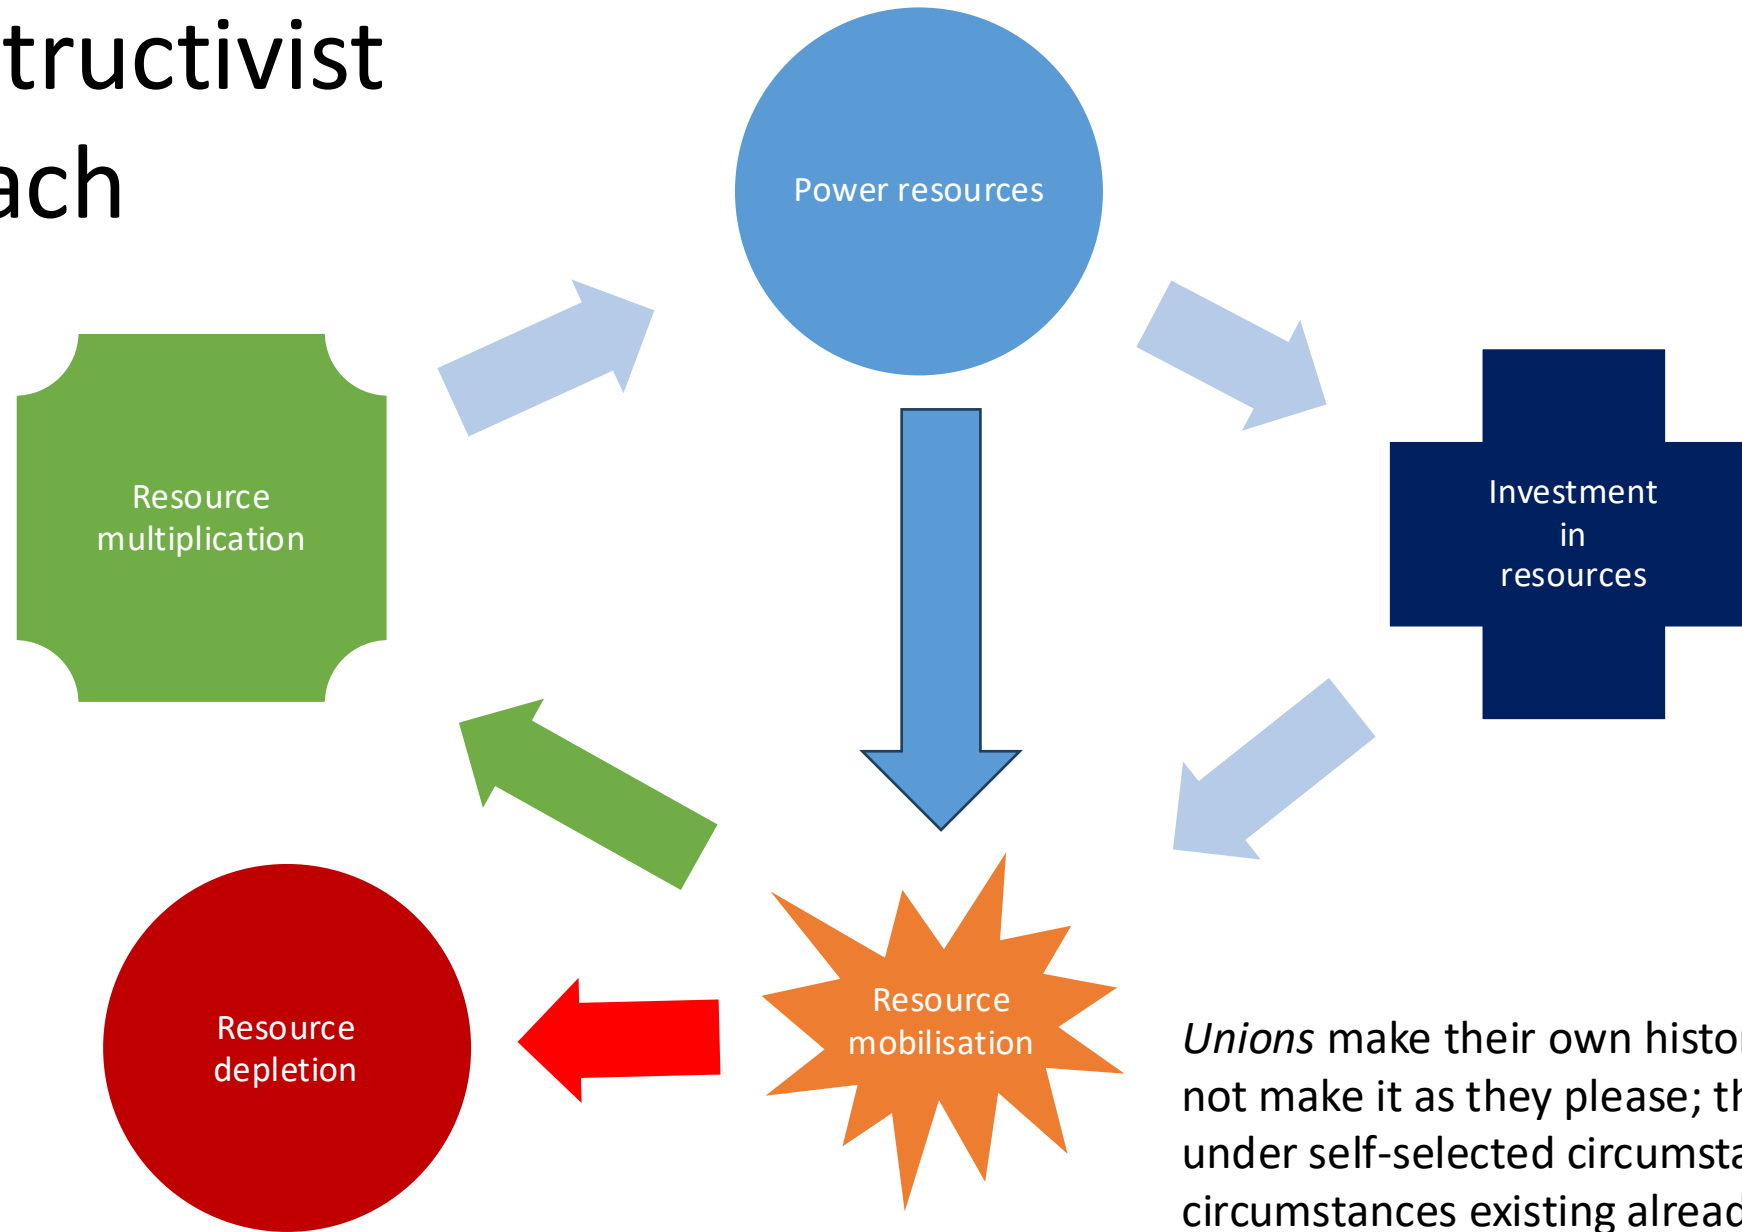 tructivist
ach
Power resources
Resource
multiplication
Investment
in
resources
Resource
depletion
Resource
mobilisation
Unions make their own histor
not make it as they please; th
under self-selected circumsta
circumstances existing alread